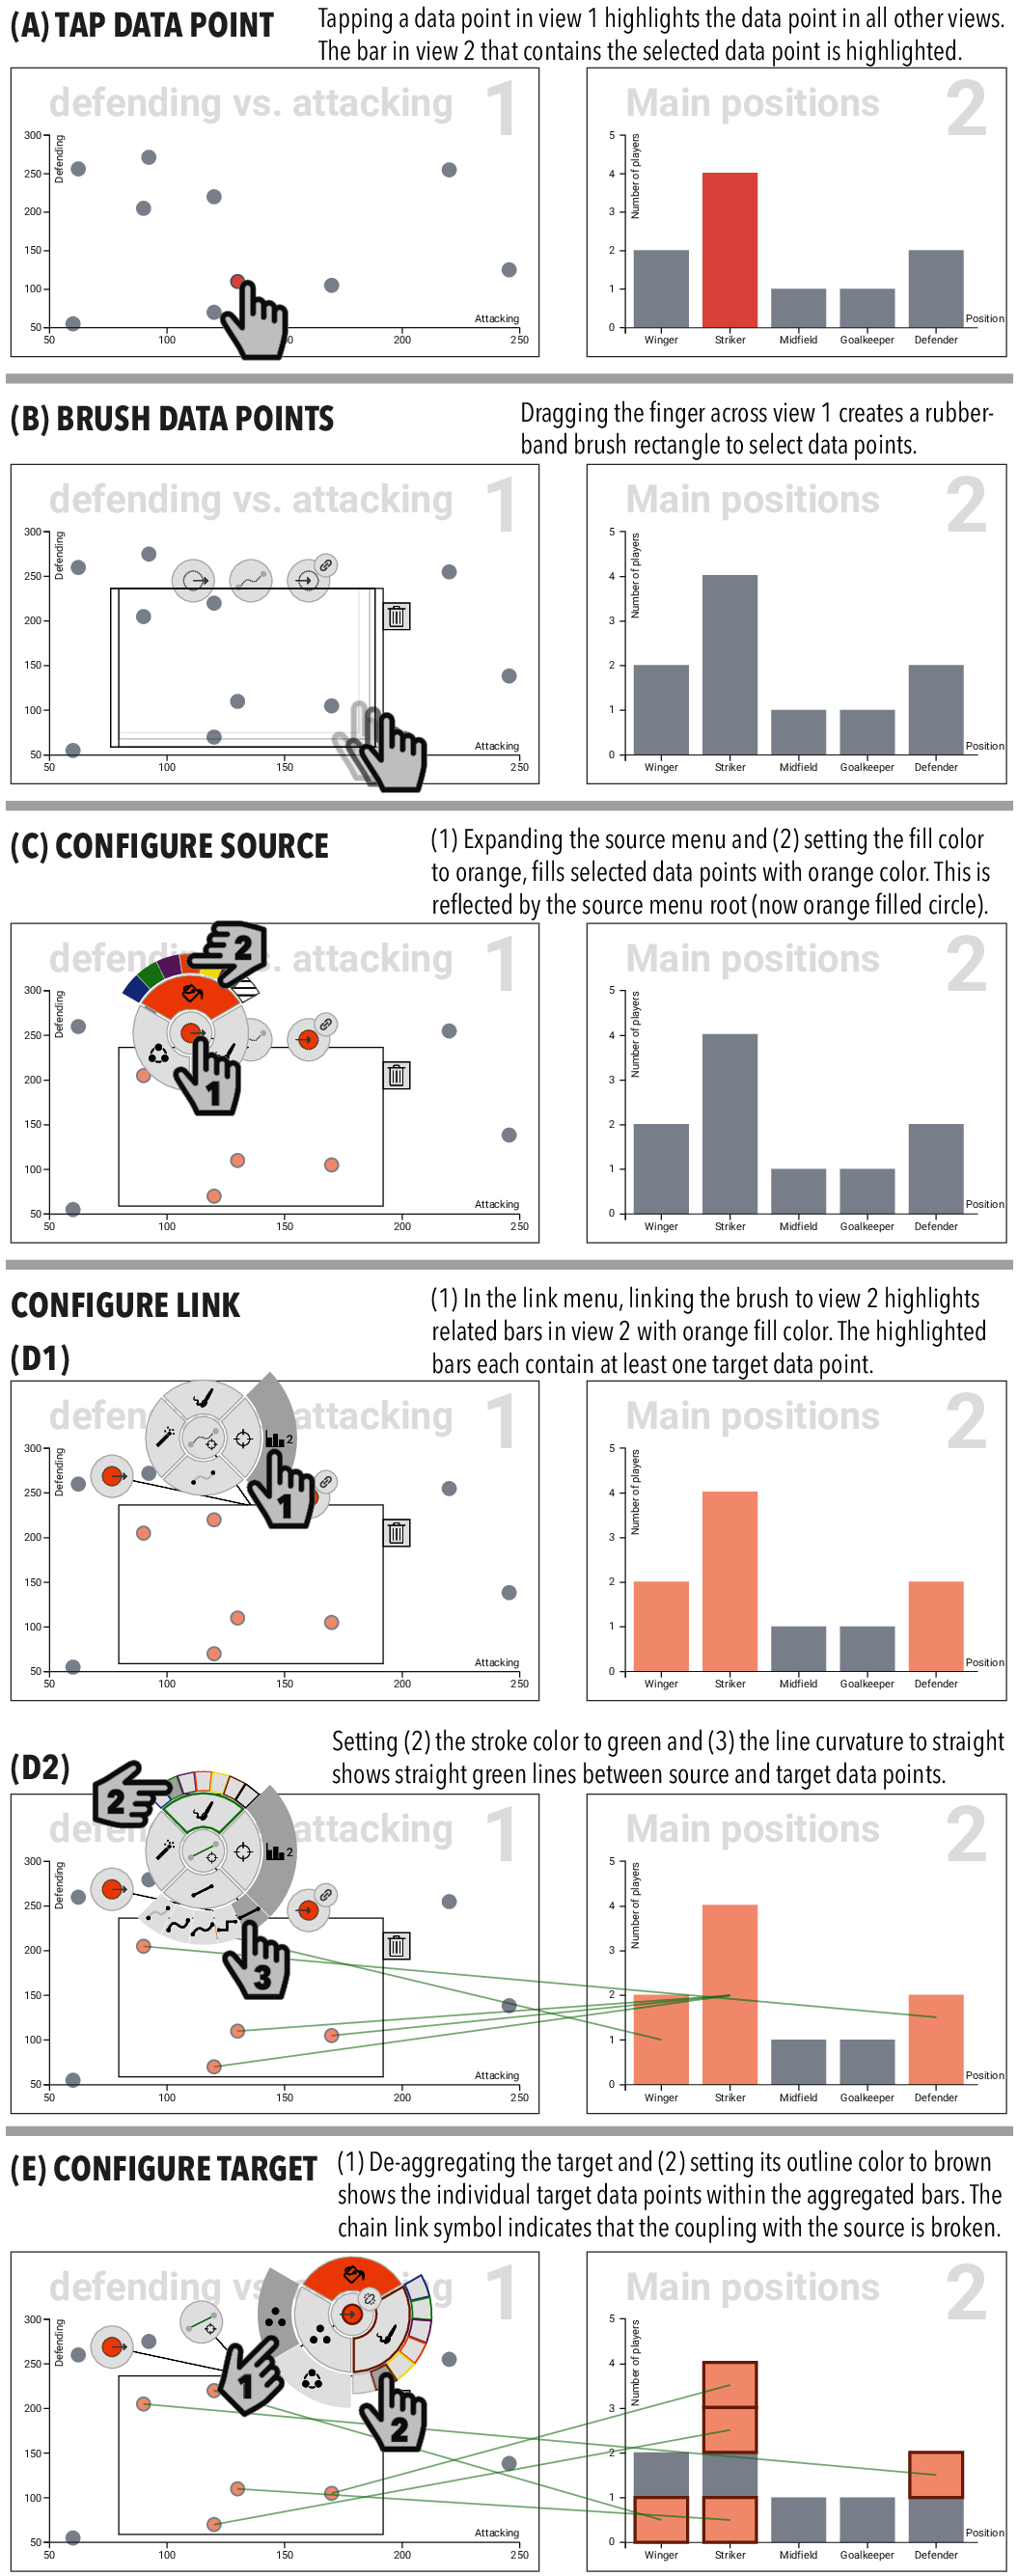 (A) TAP DATA POINT
Tapping a data point in view 1 highlights the data point in all other views.
The bar in view 2 that contains the selected data point is highlighted.
defending vs. attacking 1
Defending
300
250
200
150
100
50
Attacking
50 100 200 250
Main positions 2
Number of players
5
4
3
2
1
0
Position
Winger Striker Midfield Goalkeeper Defender
(B) BRUSH DATA POINTS
Dragging the finger across view 1 creates a rubber-
band brush rectangle to select data points.
defending vs. attacking 1
Defending
300
250
200
150
100
50
Attacking
50 100 150 250
Main positions 2
Number of players
5
4
3
2
1
0
Position
Winger Striker Midfield Goalkeeper Defender
(C) CONFIGURE SOURCE
(1) Expanding the source menu and (2) setting the fill color
to orange, fills selected data points with orange color. This is
reflected by the source menu root (now orange filled circle).
attacking 1
2
1
Defending
300
250
200
150
100
50
Attacking
50 100 150 200 250
Main positions 2
Number of players
5
4
3
2
1
0
Position
Winger Striker Midfield Goalkeeper Defender
CONFIGURE LINK
(D1)
(1) In the link menu, linking the brush to view 2 highlights
related bars in view 2 with orange fill color. The highlighted
bars each contain at least one target data point.
attacking 1
2
1
Defending
300
250
200
150
100
50
Attacking
50 100 150 200 250
Main positions 2
Number of players
5
4
3
2
1
0
Position
Winger Striker Midfield Goalkeeper Defender
(D2)
Setting (2) the stroke color to green and (3) the line curvature to straight
shows straight green lines between source and target data points.
2
attacking 1
2
3
Defending
300
250
200
150
100
50
Attacking
50 100 150 200 250
Main positions 2
Number of players
5
4
3
2
1
0
Position
Winger Striker Midfield Goalkeeper Defender
(E) CONFIGURE TARGET
(1) De-aggregating the target and (2) setting its outline color to brown
shows the individual target data points within the aggregated bars. The
chain link symbol indicates that the coupling with the source is broken.
defending vs 1
1
2
Defending
300
250
200
150
100
50
Attacking
50 100 150 200 250
Main positions 2
Number of players
5
4
3
2
1
0
Position
Winger Striker Midfield Goalkeeper Defender